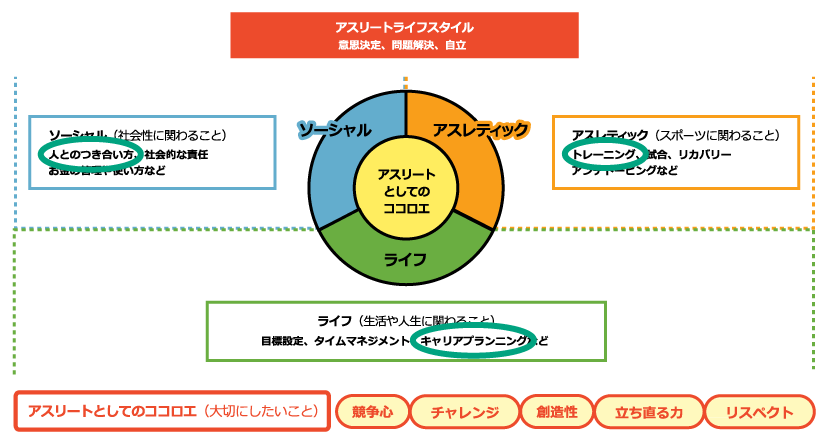 アスリートライフスタイル
意思決定、問題解決、自立
ソーシャル（社会性に関わること）
人とのつき合い方、社会的な責任
お金の管理や使い方など
ソーシャル
アスレティック
アスリート
としての
ココロエ
ライフ
アスレティック（スポーツに関わること）
トレーニング、試合、リカバリー
アンチドーピングなど
ライフ（生活や人生に関わること）
目標設定、タイムマネジメント、キャリアプランニングなど
アスリートとしてのココロエ（大切にしたいこと）
競争心
チャレンジ
創造性
立ち直る力
リスペクト